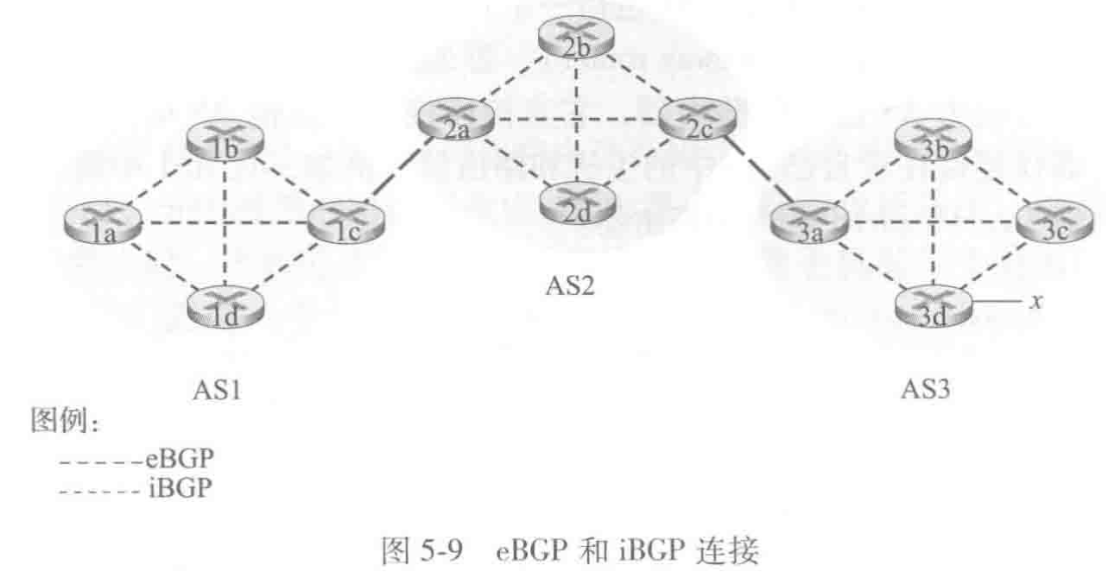 2b
2a
2c
2d
AS2
1b
1a
1c
1d
AS1
3b
3a
3c
3d
x
AS3
图例：
eBGP
iBGP
图 5-9 eBGP 和 iBGP 连接